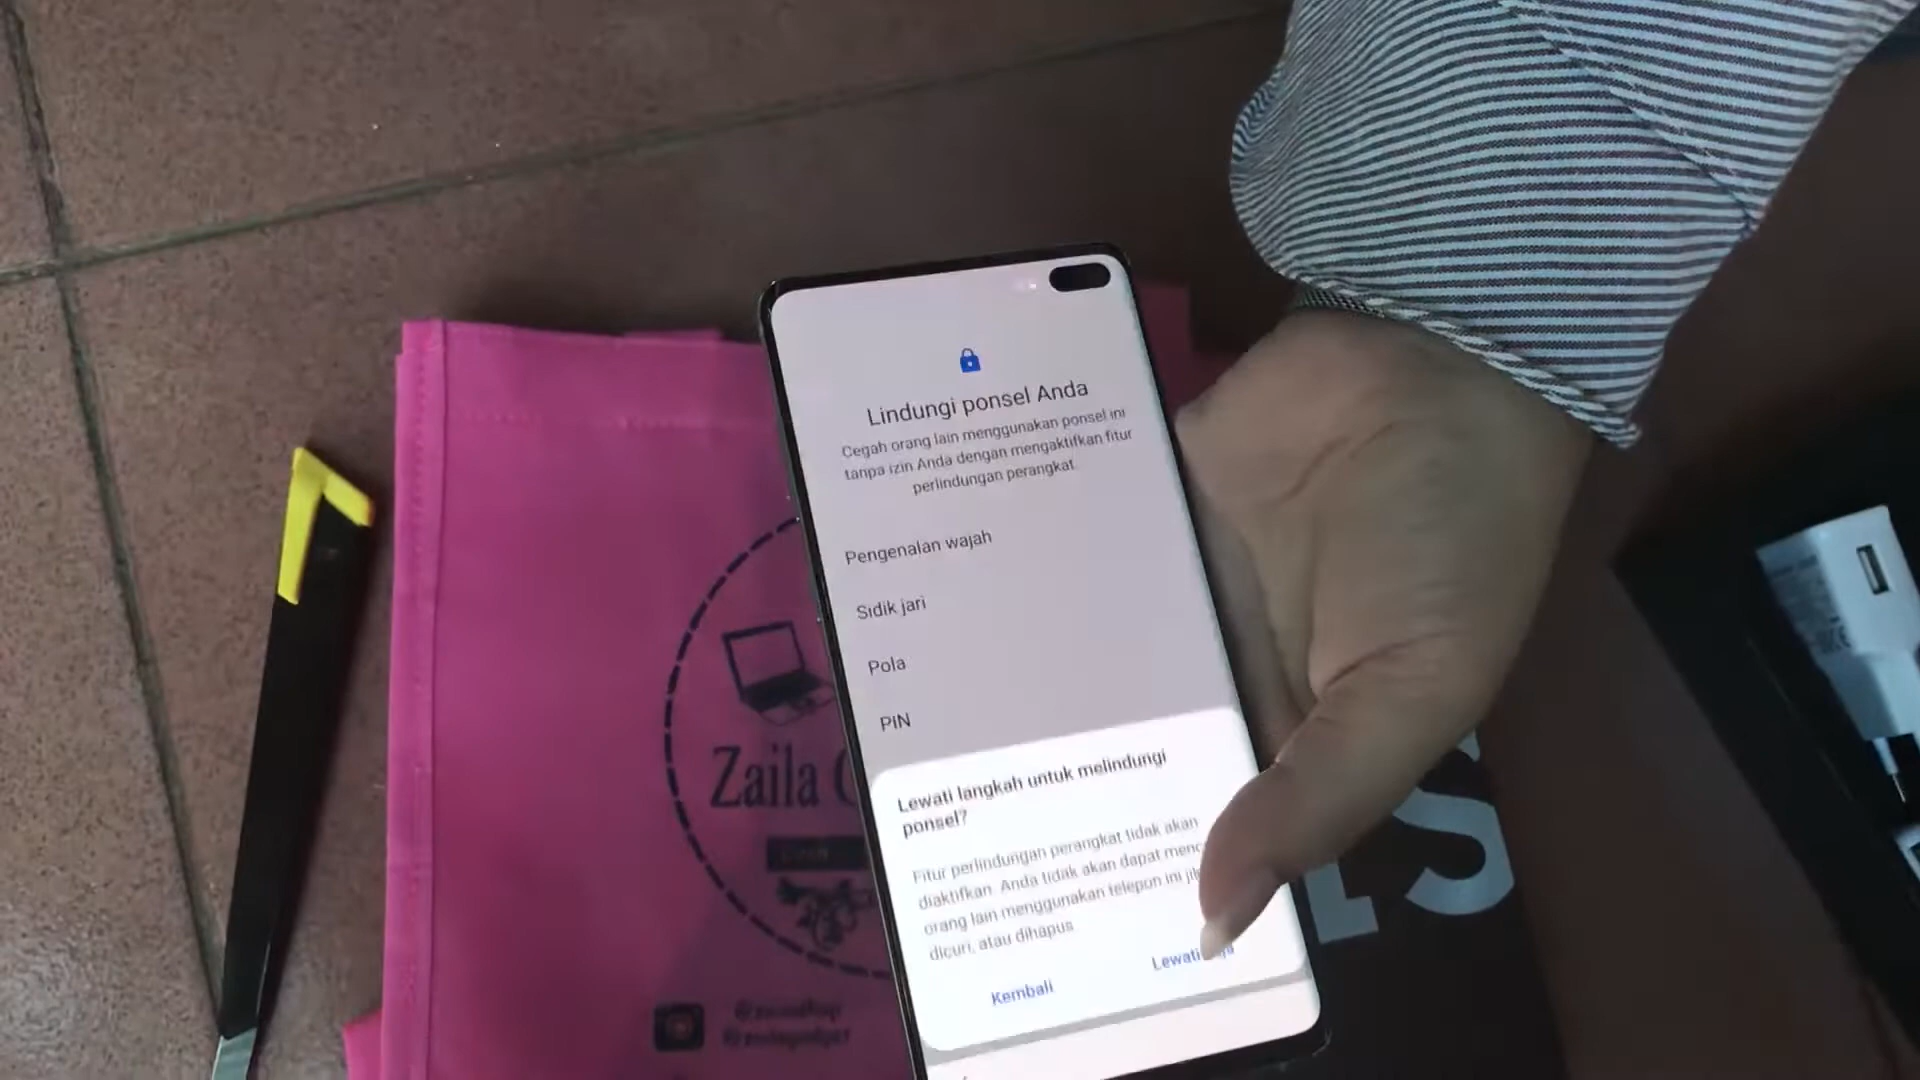 Lindungi ponsel Anda
Cegah orang lain menggunakan ponsel ini
tanpa izin Anda dengan mengaktifkan fitur
perlindungan perangkat.
Pengenalan wajah
Sidik jari
Pola
PIN
Lewati langkah untuk melindungi
ponsel?
Fitur perlindungan perangkat tidak akan
diaktifkan. Anda tidak akan dapat
orang lain menggunakan telepon ini
dicuri, atau dihapus.
Kembali
Lewati
Zaila